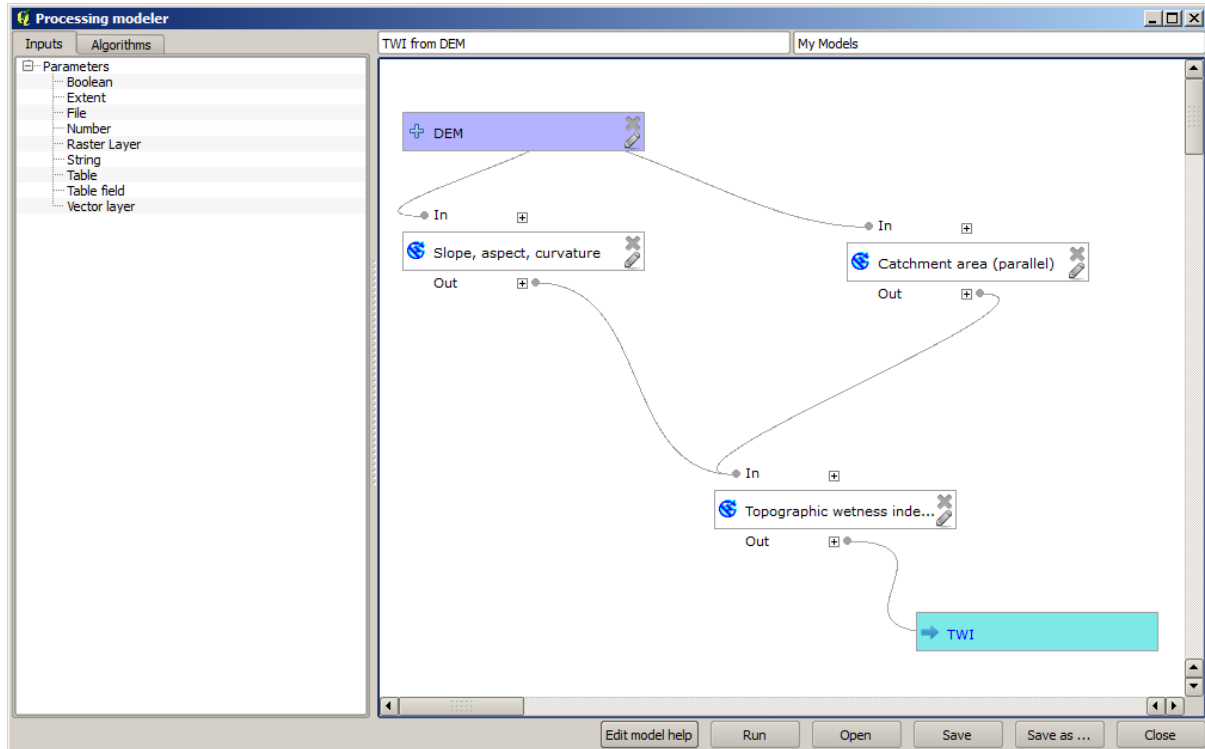 Processing modeler
Inputs Algorithms
TWI from DEM
My Models
Parameters
Boolean
Extent
File
Number
Raster Layer
String
Table
Table field
Vector layer
DEM
In
Slope, aspect, curvature
Out
In
Catchment area (parallel)
Out
In
Topographic wetness inde...
Out
TWI
Edit model help Run Open Save Save as ... Close